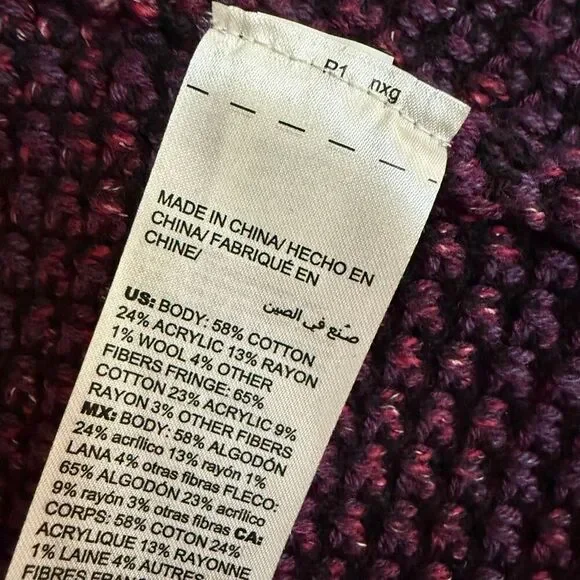 P1 nxg
MADE IN CHINA/ HECHO EN
CHINA/ FABRIQUÉ EN
CHINE/
صنع في الصين
US: BODY: 58% COTTON
24% ACRYLIC 13% RAYON
1% WOOL 4% OTHER
FIBERS FRINGE: 65%
COTTON 23% ACRYLIC 9%
RAYON 3% OTHER FIBERS
MX: BODY: 58% ALGODÓN
24% acrílico 13% rayón 1%
LANA 4% otras fibras FLECO:
65% ALGODÓN 23% acrílico
9% rayón 3% otras fibras CA:
CORPS: 58% COTON 24%
ACRYLIQUE 13% RAYONNE
1% LAINE 4% AUTRES
FIBRES